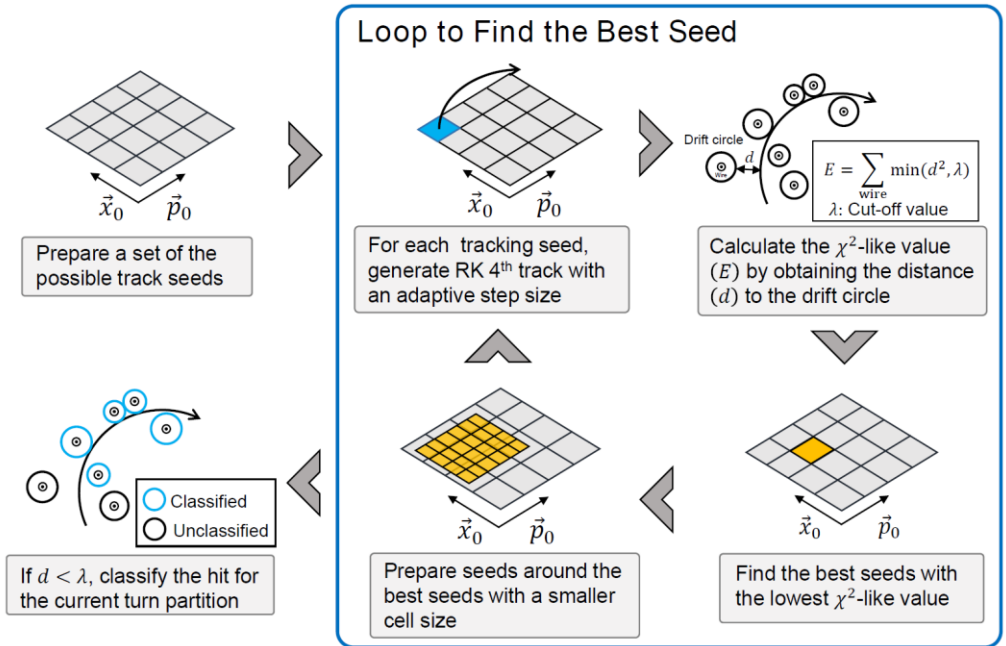 Loop to Find the Best Seed
x⃗₀
p⃗₀
Prepare a set of the
possible track seeds
x⃗₀
p⃗₀
For each tracking seed,
generate RK 4ᵗʰ track with
an adaptive step size
Drift circle
d
Wire
E = ∑ min(d², λ)
wire
λ: Cut-off value
Calculate the χ²-like value
(E) by obtaining the distance
(d) to the drift circle
x⃗₀
p⃗₀
Find the best seeds with
the lowest χ²-like value
x⃗₀
p⃗₀
Prepare seeds around the
best seeds with a smaller
cell size
Classified
Unclassified
If d < λ, classify the hit for
the current turn partition